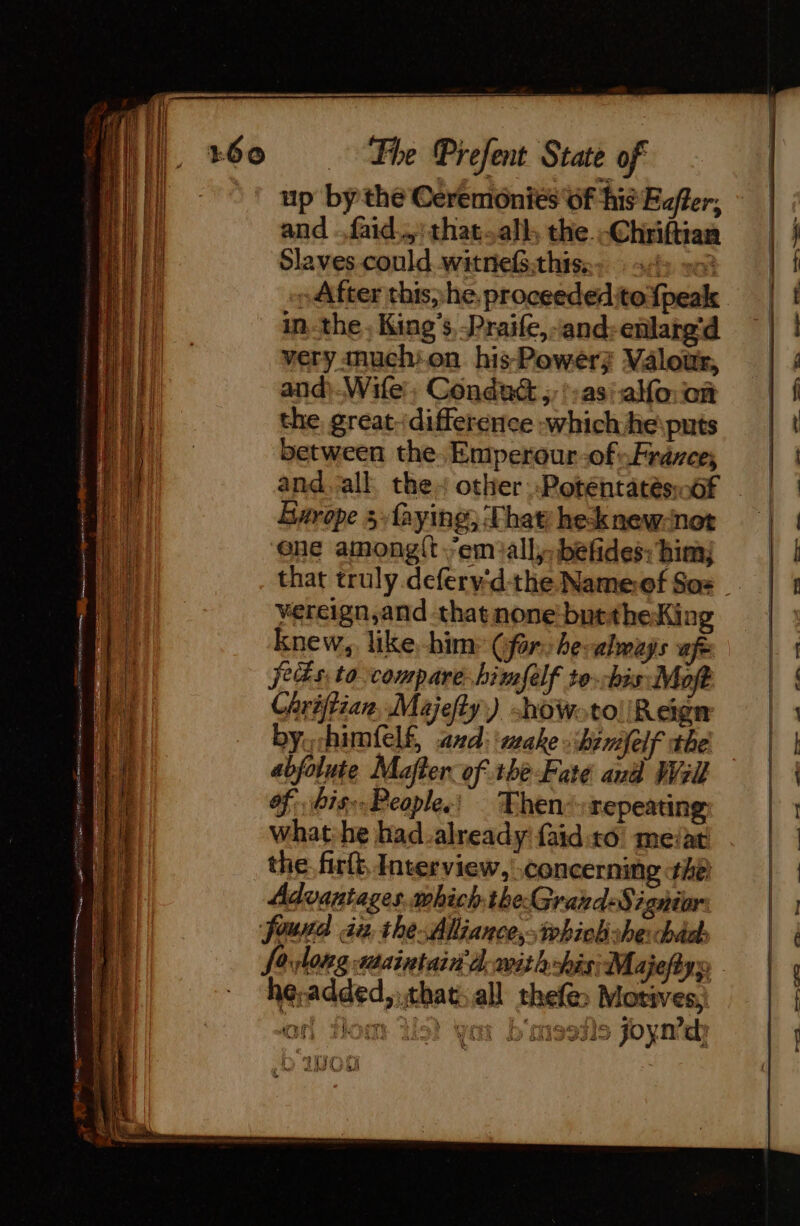 160 The Preſent State of
up by the Ceremonies of his Eaſter;
and ſaid, that all the Chriſtian
Slaves could witneſs this.
After this, he proceeded to ſpeak
in the King's Praiſe, and enlarg'd
very much on his Power, Valour,
and Wiſe Conduct, as alſo on
the great difference which he puts
between the Emperour of France,
and all the other Potentates of
Europe; ſaying, That he knew not
one amongſt 'em all, beſides him,
that truly deſerv'd the Name of So-
vereign, and that none but the King
knew, like him (for he always af-
fects to compare himſelf to his Moſt
Chriſtian Majeſty) how to Reign
by himſelf, and make himſelf the
abſolute Maſter of the Fate and Will
of his People. Then repeating
what he had already ſaid to me at
the firſt Interview, concerning the
Advantages which the Grand-Signior
found in the Alliance, which he had
ſo long maintain'd with his Majeſty;
he added, that all theſe Motives,
joyn'd